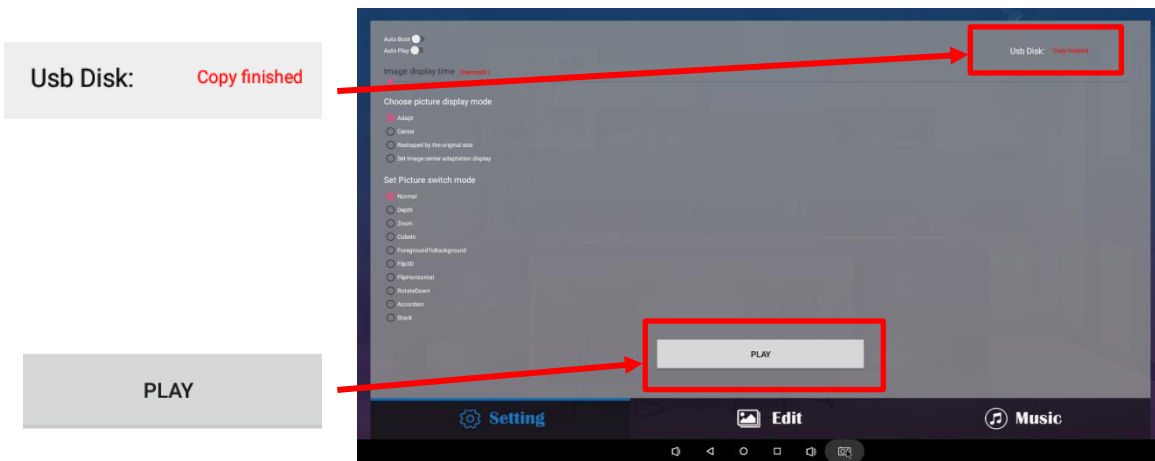 Usb Disk: Copy finished
PLAY
Auto Boot
Auto Play
Usb Disk: Copy finished
Image display time (3seconds)
Choose picture display mode
Adapt
Center
Reshaped by the original size
Set image center adaptation display
Set Picture switch mode
Normal
Depth
Zoom
CubeIn
ForegroundToBackground
Flip3D
FlipHorizontal
RotateDown
Accordion
Stack
PLAY
Setting
Edit
Music